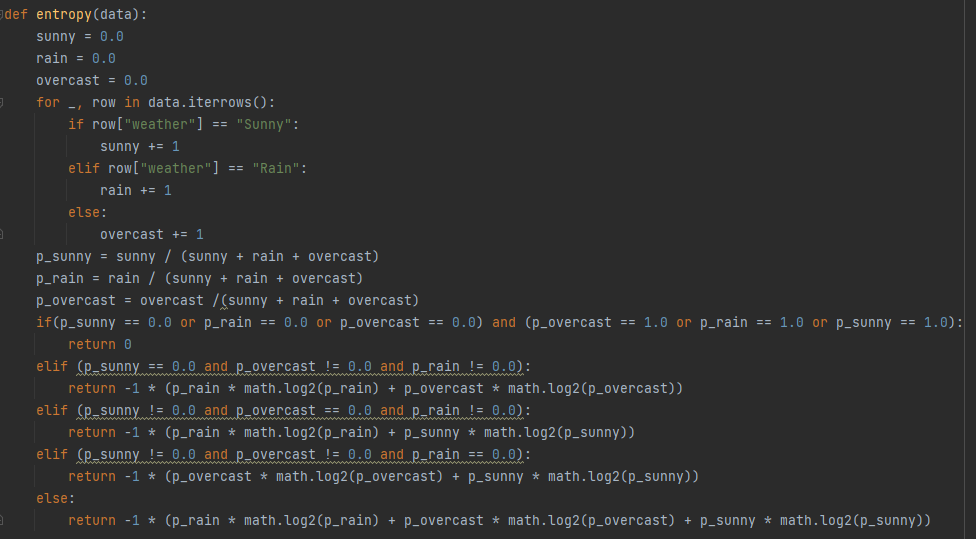 def entropy(data):
    sunny = 0.0
    rain = 0.0
    overcast = 0.0
    for _, row in data.iterrows():
        if row["weather"] == "Sunny":
            sunny += 1
        elif row["weather"] == "Rain":
            rain += 1
        else:
            overcast += 1
    p_sunny = sunny / (sunny + rain + overcast)
    p_rain = rain / (sunny + rain + overcast)
    p_overcast = overcast /(sunny + rain + overcast)
    if(p_sunny == 0.0 or p_rain == 0.0 or p_overcast == 0.0) and (p_overcast == 1.0 or p_rain == 1.0 or p_sunny == 1.0):
        return 0
    elif (p_sunny == 0.0 and p_overcast != 0.0 and p_rain != 0.0):
        return -1 * (p_rain * math.log2(p_rain) + p_overcast * math.log2(p_overcast))
    elif (p_sunny != 0.0 and p_overcast == 0.0 and p_rain != 0.0):
        return -1 * (p_rain * math.log2(p_rain) + p_sunny * math.log2(p_sunny))
    elif (p_sunny != 0.0 and p_overcast != 0.0 and p_rain == 0.0):
        return -1 * (p_overcast * math.log2(p_overcast) + p_sunny * math.log2(p_sunny))
    else:
        return -1 * (p_rain * math.log2(p_rain) + p_overcast * math.log2(p_overcast) + p_sunny * math.log2(p_sunny))